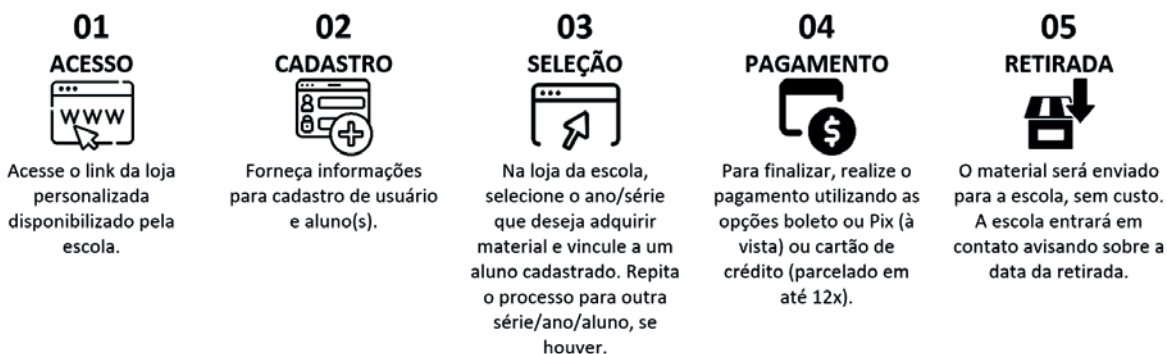 01
ACESSO
WWW
Acesse o link da loja
personalizada
disponibilizado pela
escola.
02
CADASTRO
Forneça informações
para cadastro de usuário
e aluno(s).
03
SELEÇÃO
Na loja da escola,
selecione o ano/série
que deseja adquirir
material e vincule a um
aluno cadastrado. Repita
o processo para outra
série/ano/aluno, se
houver.
04
PAGAMENTO
$
Para finalizar, realize o
pagamento utilizando as
opções boleto ou Pix (à
vista) ou cartão de
crédito (parcelado em
até 12x).
05
RETIRADA
O material será enviado
para a escola, sem custo.
A escola entrará em
contato avisando sobre a
data da retirada.